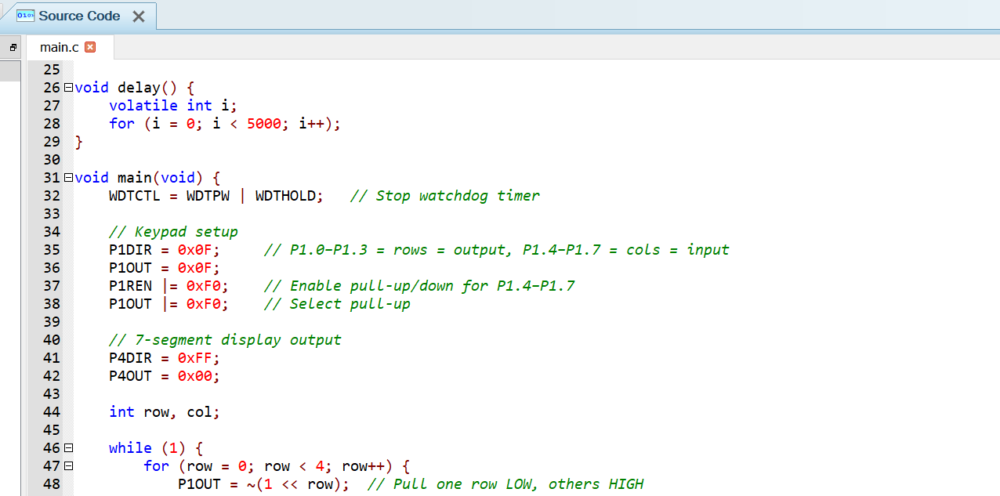 Source Code
main.c
25
26 void delay() {
27     volatile int i;
28     for (i = 0; i < 5000; i++);
29 }
30
31 void main(void) {
32     WDTCTL = WDTPW | WDTHOLD;   // Stop watchdog timer
33
34     // Keypad setup
35     P1DIR = 0x0F;     // P1.0–P1.3 = rows = output, P1.4–P1.7 = cols = input
36     P1OUT = 0x0F;
37     P1REN |= 0xF0;    // Enable pull-up/down for P1.4–P1.7
38     P1OUT |= 0xF0;    // Select pull-up
39
40     // 7-segment display output
41     P4DIR = 0xFF;
42     P4OUT = 0x00;
43
44     int row, col;
45
46     while (1) {
47         for (row = 0; row < 4; row++) {
48             P1OUT = ~(1 << row);  // Pull one row LOW, others HIGH